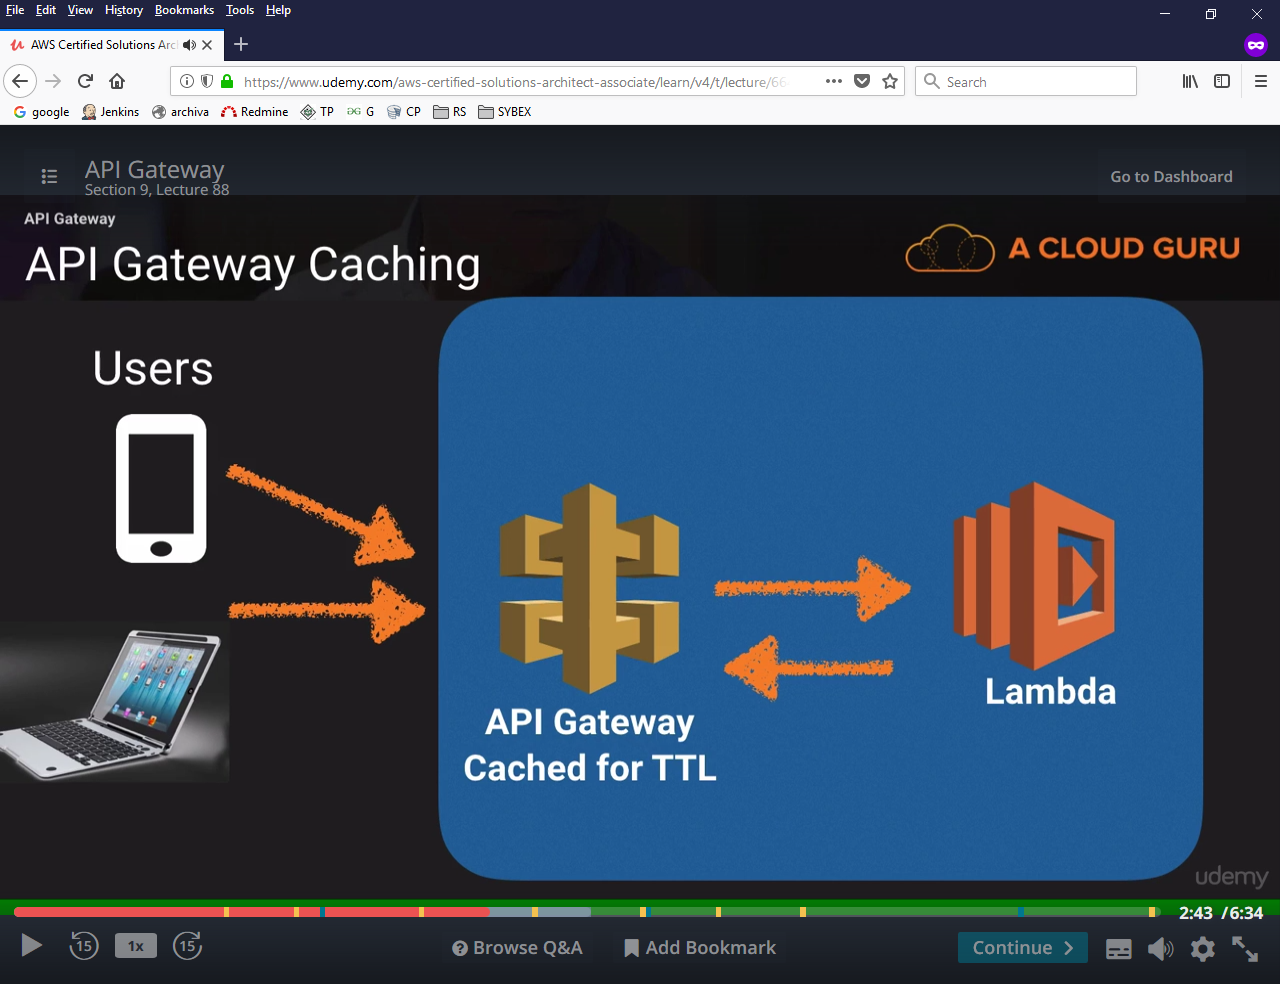 File Edit View History Bookmarks Tools Help
AWS Certified Solutions Arc
https://www.udemy.com/aws-certified-solutions-architect-associate/learn/v4/t/lecture/66
Search
google Jenkins archiva Redmine TP G CP RS SYBEX
API Gateway
Section 9, Lecture 88
Go to Dashboard
API Gateway
API Gateway Caching
A CLOUD GURU
Users
API Gateway
Cached for TTL
Lambda
udemy
2:43 /6:34
15 1x 15
Browse Q&A
Add Bookmark
Continue